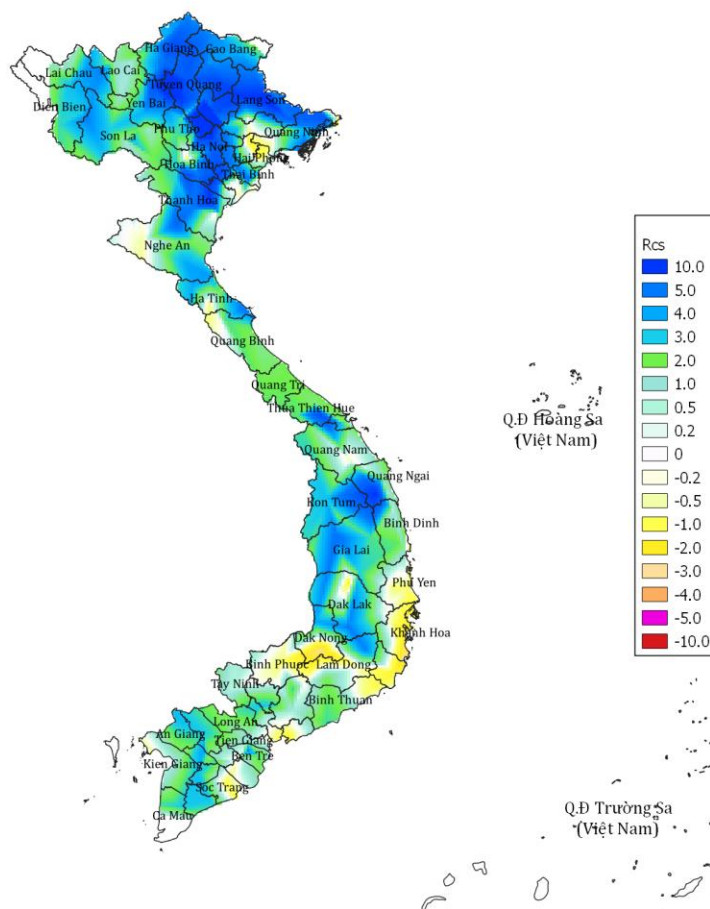 Ha Giang
Cao Bang
Lai Chau
Lao Cai
Tuyen Quang
Dien Bien
Yen Bai
Lang Son
Son La
Phu Tho
Quang Ninh
Ha Noi
Hai Phong
Hoa Binh
Thai Binh
Thanh Hoa
Nghe An
Ha Tinh
Quang Binh
Quang Tri
Thua Thien Hue
Quang Nam
Quang Ngai
Kon Tum
Binh Dinh
Gia Lai
Phu Yen
Dak Lak
Khanh Hoa
Dak Nong
Binh Phuoc
Lam Dong
Tay Ninh
Binh Thuan
Long An
An Giang
Tien Giang
Ben Tre
Kien Giang
Soc Trang
Ca Mau
Q.Đ Hoàng Sa
(Việt Nam)
Q.Đ Trường Sa
(Việt Nam)
Rcs
10.0
5.0
4.0
3.0
2.0
1.0
0.5
0.2
0
-0.2
-0.5
-1.0
-2.0
-3.0
-4.0
-5.0
-10.0